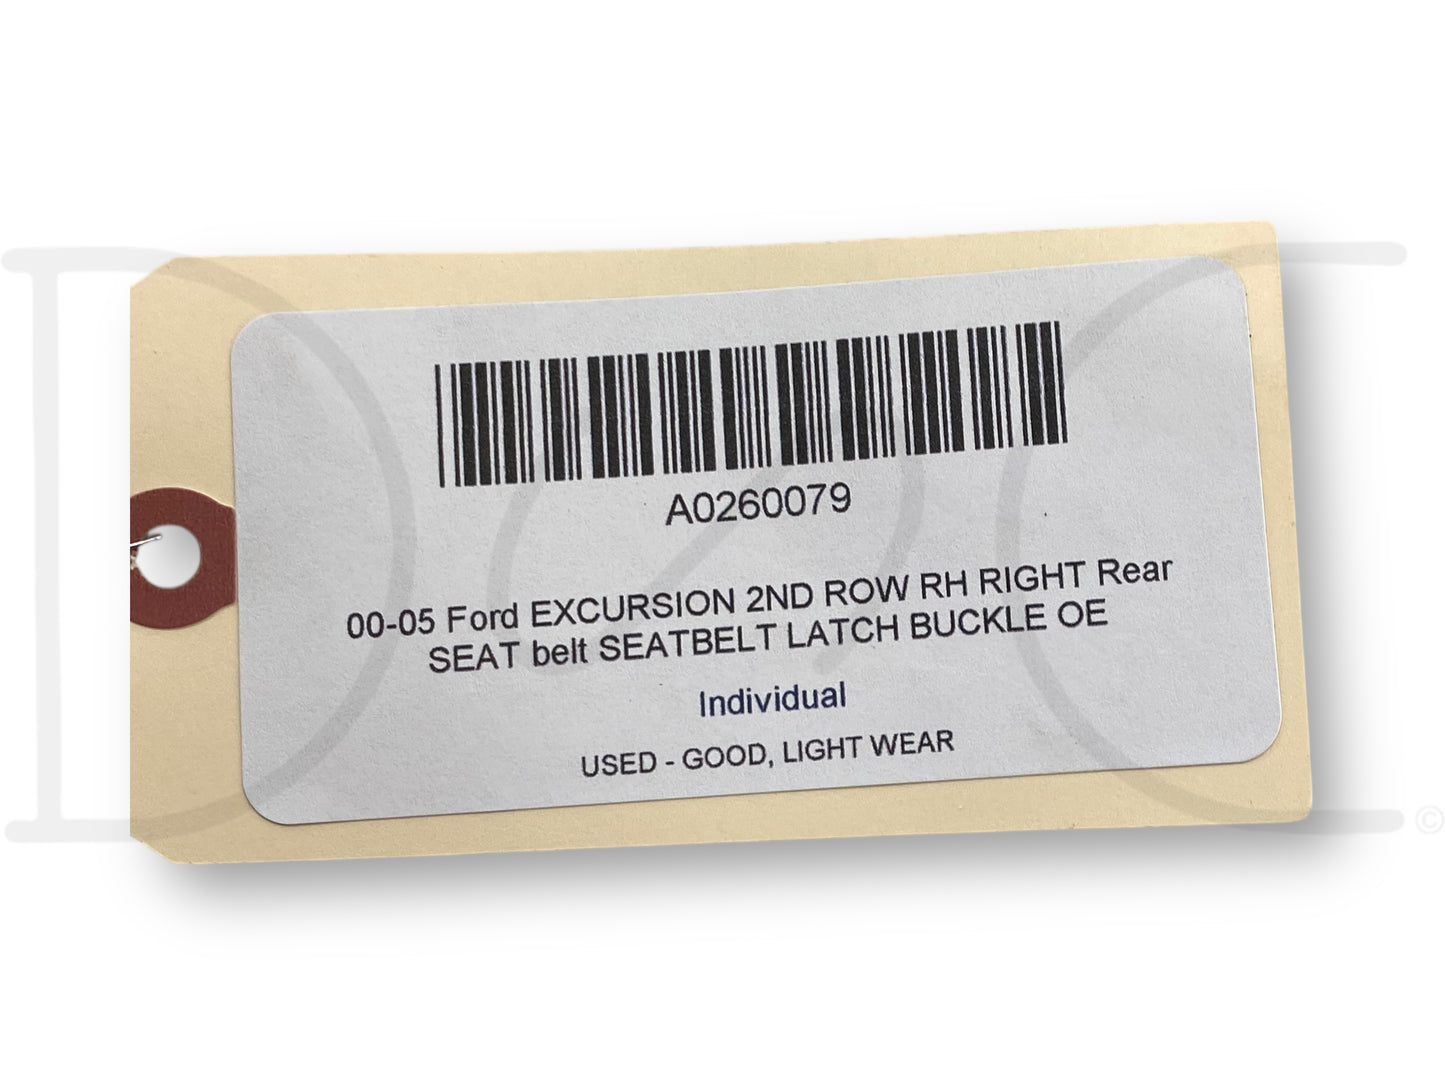 A0260079
00-05 Ford EXCURSION 2ND ROW RH RIGHT Rear
SEAT belt SEATBELT LATCH BUCKLE OE
Individual
USED - GOOD, LIGHT WEAR
©